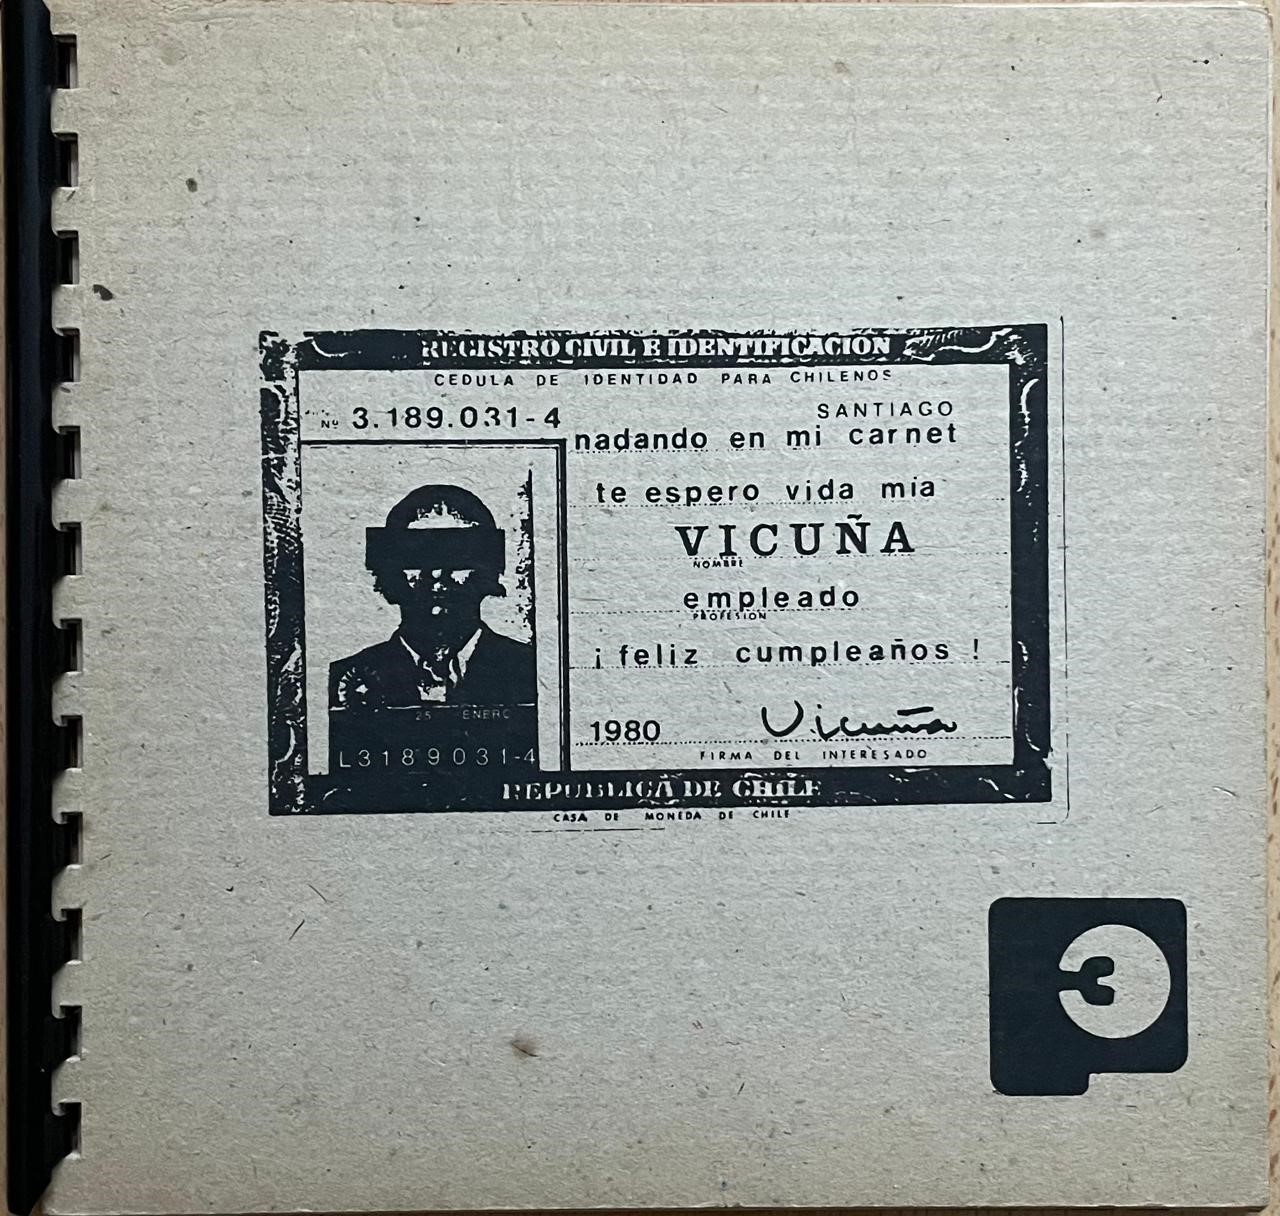 REGISTRO CIVIL E IDENTIFICACION
CEDULA DE IDENTIDAD PARA CHILENOS
Nº 3.189.031-4
SANTIAGO
nadando en mi carnet
te espero vida mía
VICUÑA
NOMBRE
empleado
PROFESION
¡ feliz cumpleaños !
25 ENERO
L3189031-4
1980
Vicuña
FIRMA DEL INTERESADO
REPUBLICA DE CHILE
CASA DE MONEDA DE CHILE
3